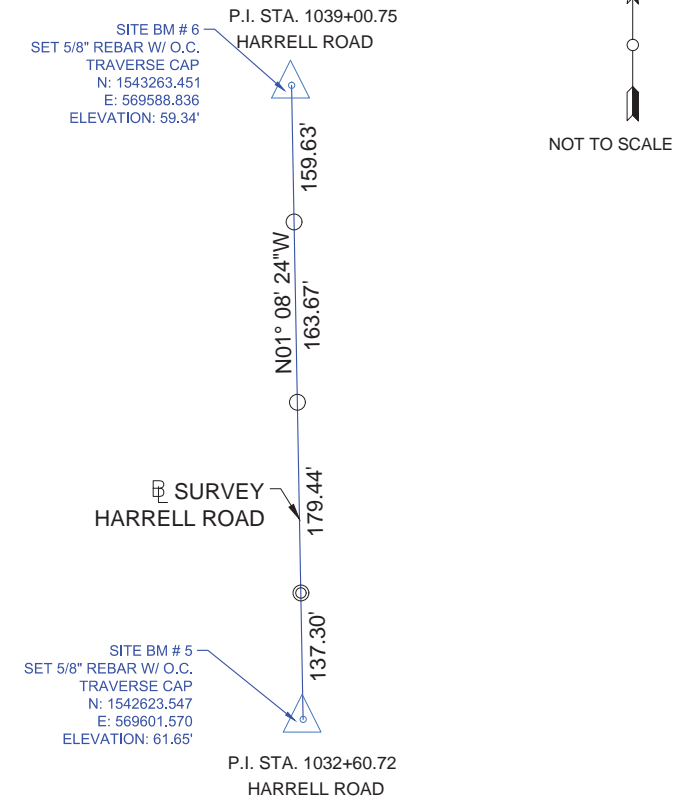 P.I. STA. 1039+00.75
HARRELL ROAD
SITE BM # 6
SET 5/8" REBAR W/ O.C.
TRAVERSE CAP
N: 1543263.451
E: 569588.836
ELEVATION: 59.34'
NOT TO SCALE
159.63'
N01° 08' 24"W
163.67'
BL SURVEY
HARRELL ROAD
179.44'
137.30'
SITE BM # 5
SET 5/8" REBAR W/ O.C.
TRAVERSE CAP
N: 1542623.547
E: 569601.570
ELEVATION: 61.65'
P.I. STA. 1032+60.72
HARRELL ROAD